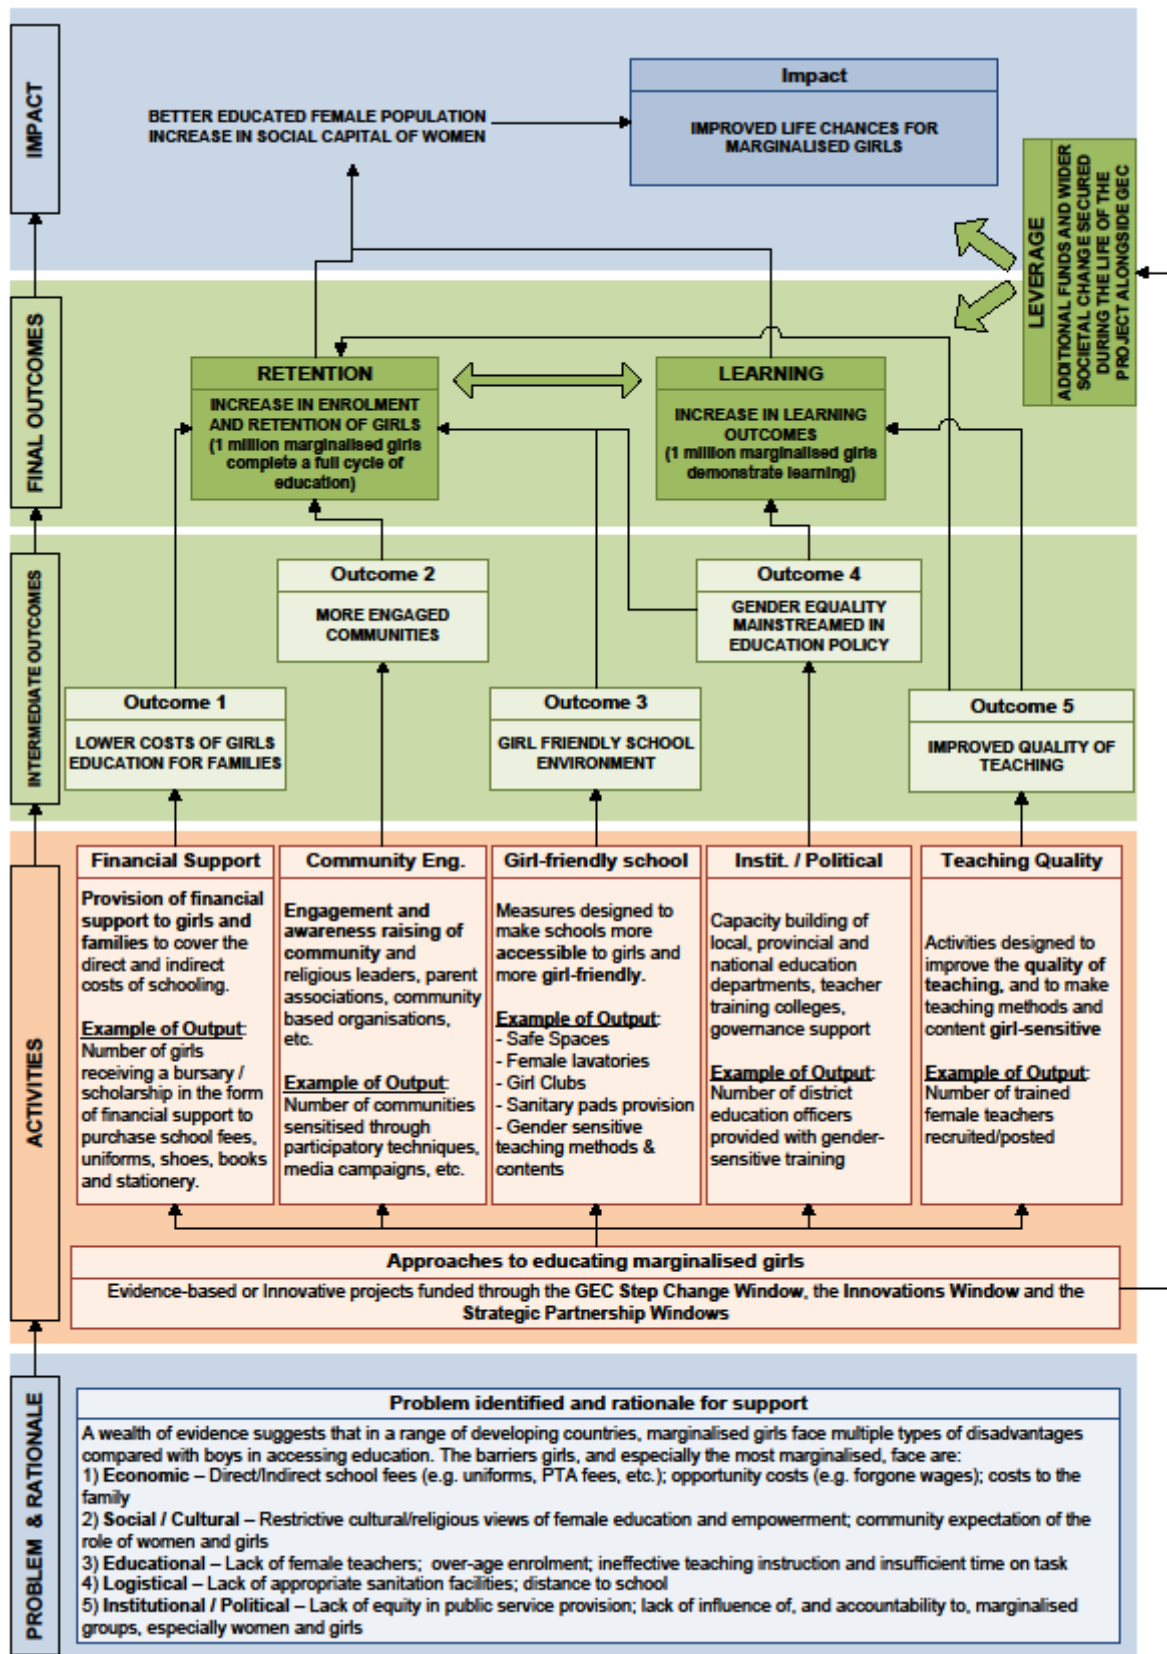 IMPACT
BETTER EDUCATED FEMALE POPULATION
INCREASE IN SOCIAL CAPITAL OF WOMEN
Impact
IMPROVED LIFE CHANCES FOR
MARGINALISED GIRLS
LEVERAGE
ADDITIONAL FUNDS AND WIDER
SOCIETAL CHANGE SECURED
DURING THE LIFE OF THE
PROJECT ALONGSIDE GEC
FINAL OUTCOMES
RETENTION
INCREASE IN ENROLMENT
AND RETENTION OF GIRLS
(1 million marginalised girls
complete a full cycle of
education)
LEARNING
INCREASE IN LEARNING
OUTCOMES
(1 million marginalised girls
demonstrate learning)
INTERMEDIATE OUTCOMES
Outcome 2
MORE ENGAGED
COMMUNITIES
Outcome 4
GENDER EQUALITY
MAINSTREAMED IN
EDUCATION POLICY
Outcome 1
LOWER COSTS OF GIRLS
EDUCATION FOR FAMILIES
Outcome 3
GIRL FRIENDLY SCHOOL
ENVIRONMENT
Outcome 5
IMPROVED QUALITY OF
TEACHING
ACTIVITIES
Financial Support
Provision of financial
support to girls and
families to cover the
direct and indirect
costs of schooling.
Example of Output:
Number of girls
receiving a bursary /
scholarship in the form
of financial support to
purchase school fees,
uniforms, shoes, books
and stationery.
Community Eng.
Engagement and
awareness raising of
community and
religious leaders, parent
associations, community
based organisations,
etc.
Example of Output:
Number of communities
sensitised through
participatory techniques,
media campaigns, etc.
Girl-friendly school
Measures designed to
make schools more
accessible to girls and
more girl-friendly.
Example of Output:
- Safe Spaces
- Female lavatories
- Girl Clubs
- Sanitary pads provision
- Gender sensitive
teaching methods &
contents
Instit. / Political
Capacity building of
local, provincial and
national education
departments, teacher
training colleges,
governance support
Example of Output:
Number of district
education officers
provided with gender-
sensitive training
Teaching Quality
Activities designed to
improve the quality of
teaching, and to make
teaching methods and
content girl-sensitive
Example of Output:
Number of trained
female teachers
recruited/posted
Approaches to educating marginalised girls
Evidence-based or Innovative projects funded through the GEC Step Change Window, the Innovations Window and the
Strategic Partnership Windows
PROBLEM & RATIONALE
Problem identified and rationale for support
A wealth of evidence suggests that in a range of developing countries, marginalised girls face multiple types of disadvantages
compared with boys in accessing education. The barriers girls, and especially the most marginalised, face are:
1) Economic – Direct/Indirect school fees (e.g. uniforms, PTA fees, etc.); opportunity costs (e.g. forgone wages); costs to the
family
2) Social / Cultural – Restrictive cultural/religious views of female education and empowerment; community expectation of the
role of women and girls
3) Educational – Lack of female teachers; over-age enrolment; ineffective teaching instruction and insufficient time on task
4) Logistical – Lack of appropriate sanitation facilities; distance to school
5) Institutional / Political – Lack of equity in public service provision; lack of influence of, and accountability to, marginalised
groups, especially women and girls